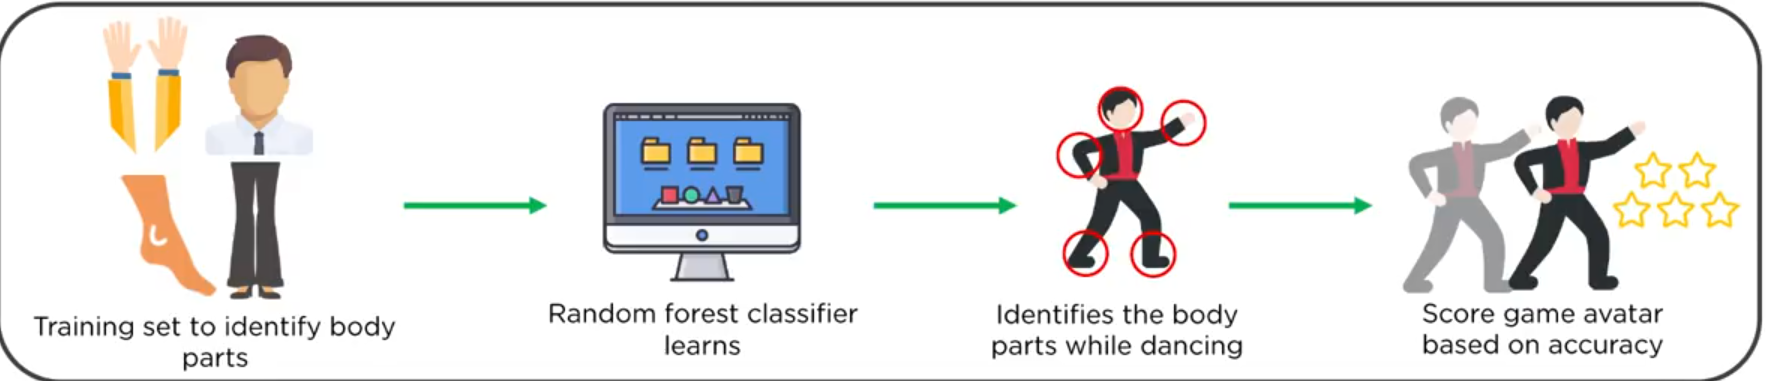 Training set to identify body
parts
Random forest classifier
learns
Identifies the body
parts while dancing
Score game avatar
based on accuracy